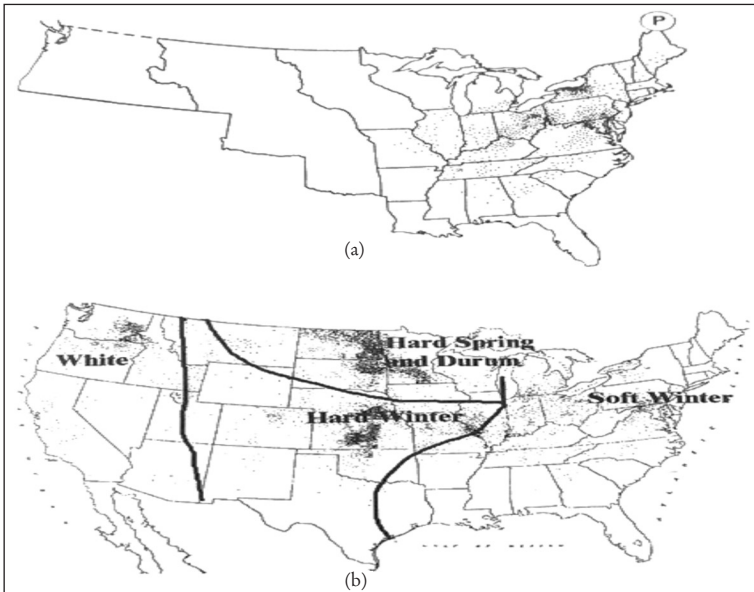 P
(a)
White
Hard Spring
and Durum
Hard Winter
Soft Winter
(b)